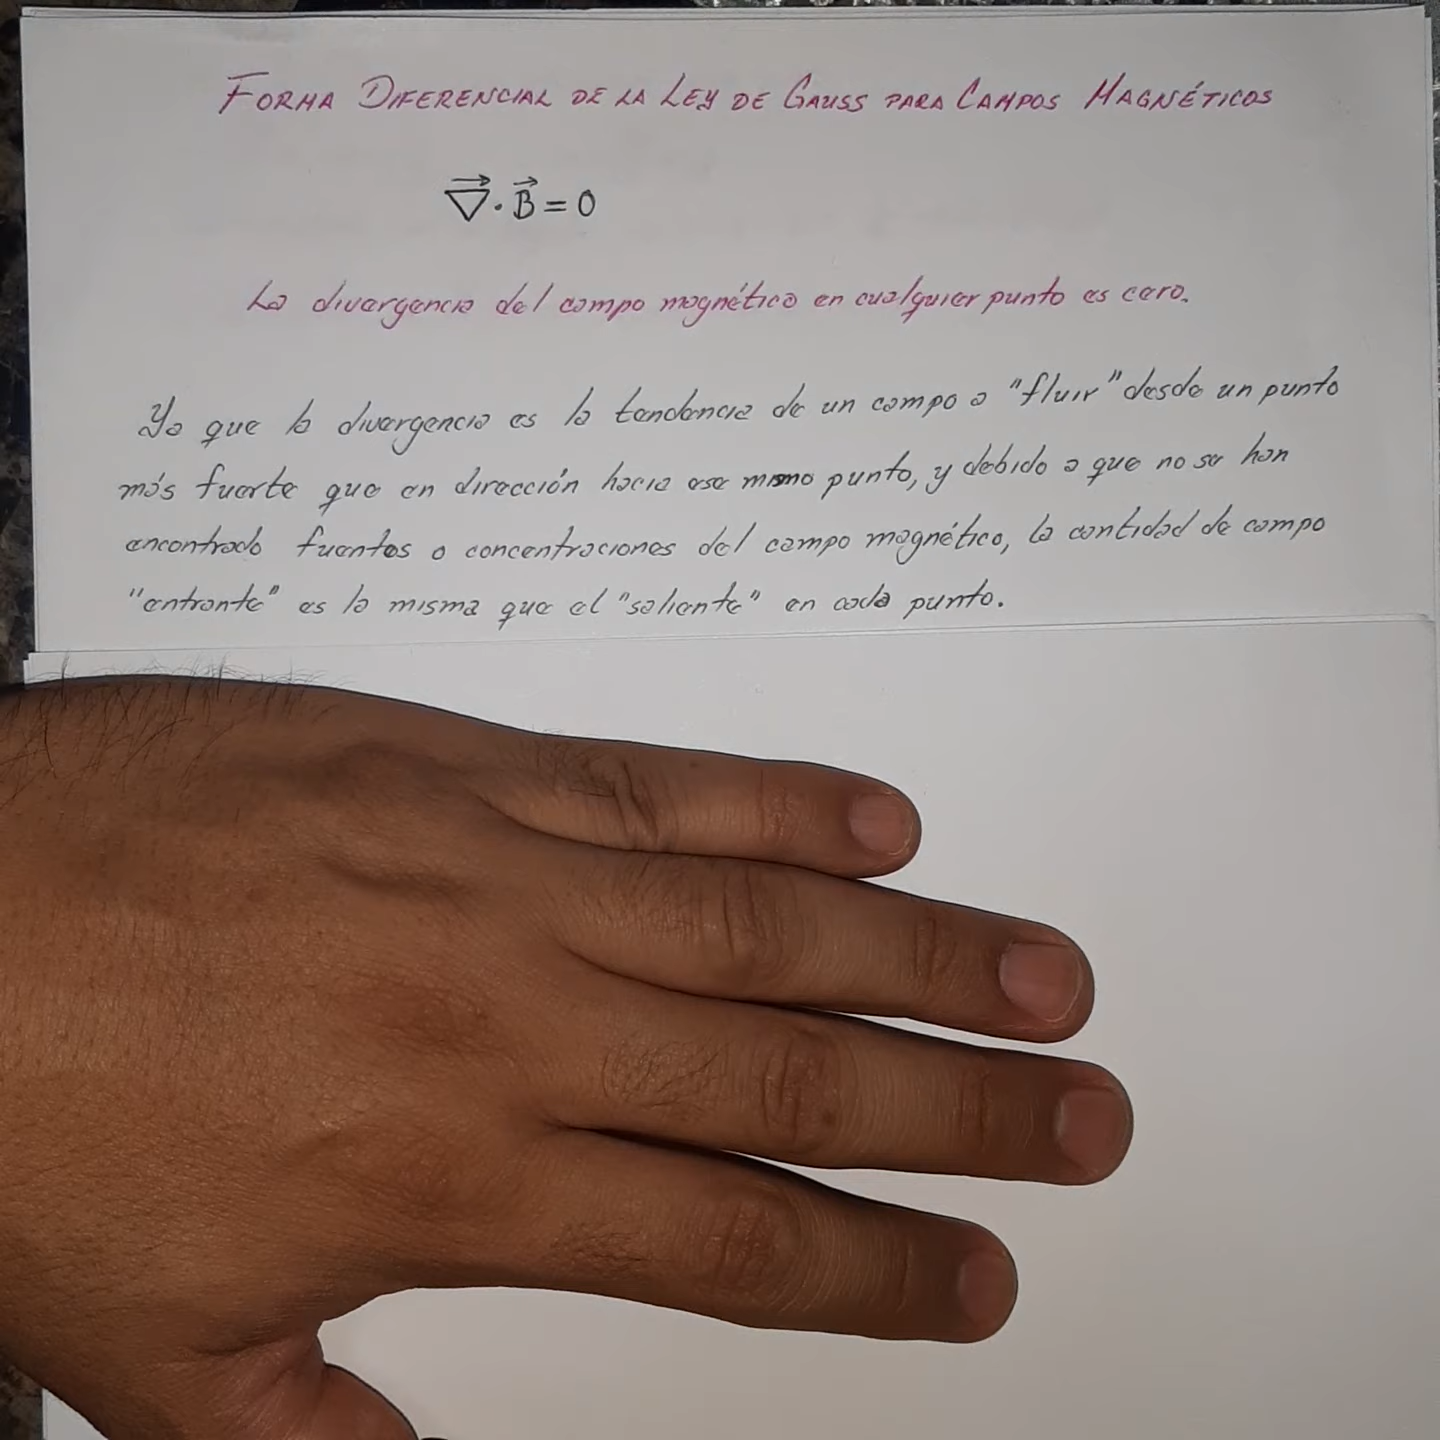 FORMA DIFERENCIAL DE LA LEY DE GAUSS PARA CAMPOS MAGNÉTICOS
∇⃗ · B⃗ = 0
La divergencia del campo magnético en cualquier punto es cero.
Ya que la divergencia es la tendencia de un campo a "fluir" desde un punto
más fuerte que en dirección hacia ese mismo punto, y debido a que no se han
encontrado fuentes o concentraciones del campo magnético, la cantidad de campo
"entrante" es la misma que el "saliente" en cada punto.